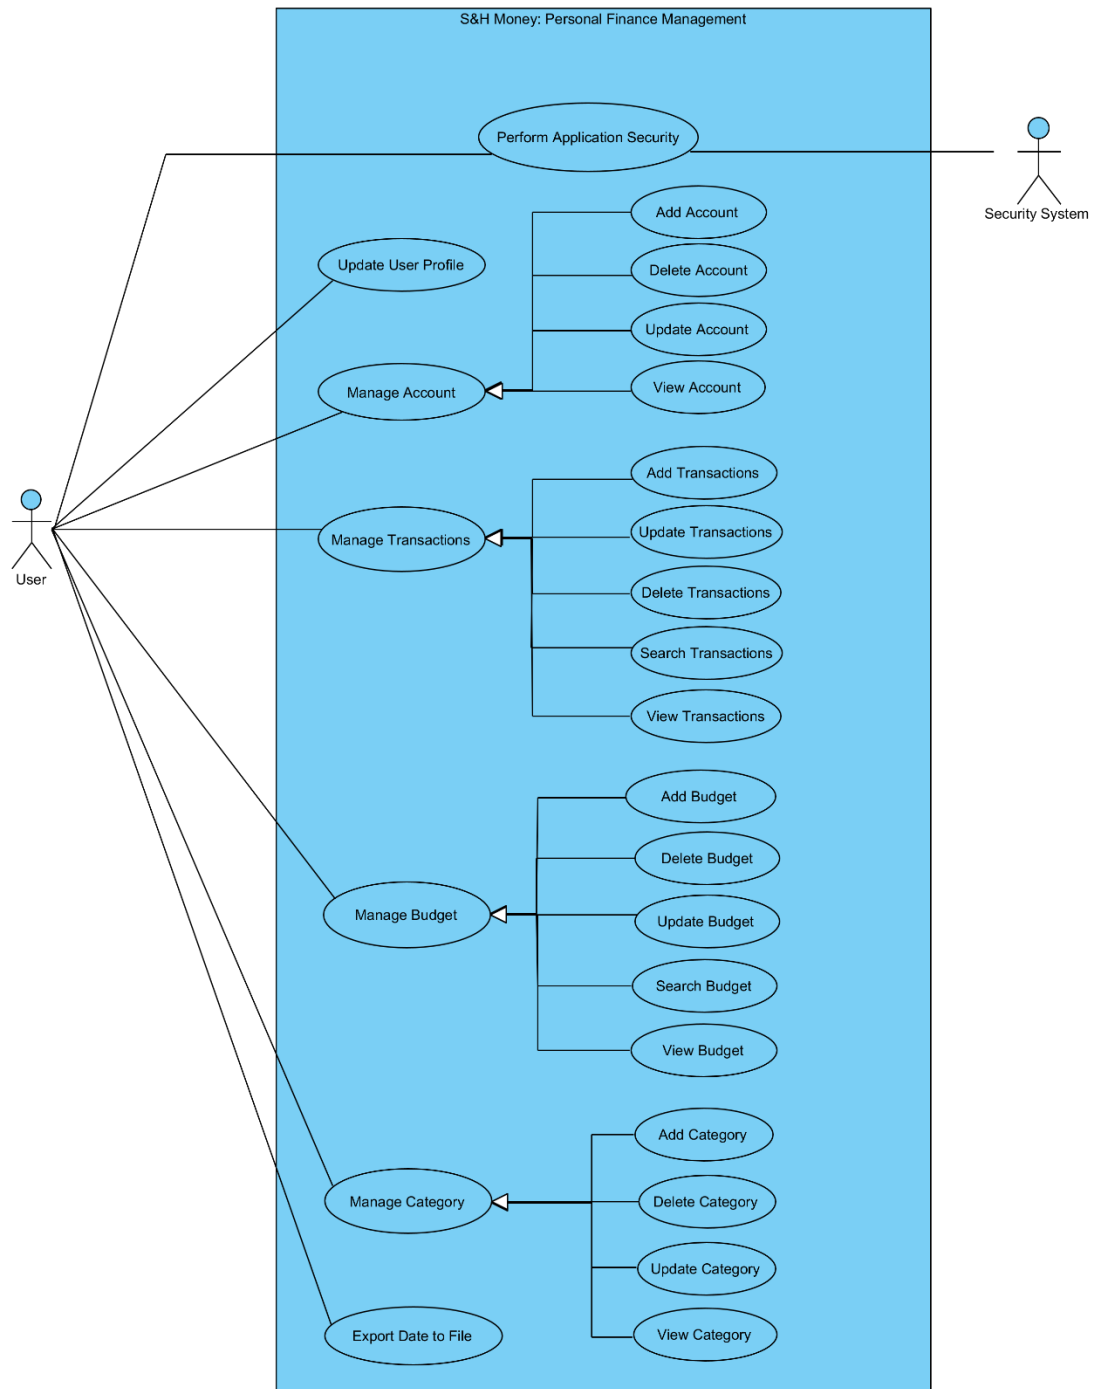 S&H Money: Personal Finance Management
Perform Application Security
Security System
Add Account
Update User Profile
Delete Account
Update Account
Manage Account
View Account
Add Transactions
Update Transactions
Manage Transactions
User
Delete Transactions
Search Transactions
View Transactions
Add Budget
Delete Budget
Manage Budget
Update Budget
Search Budget
View Budget
Add Category
Manage Category
Delete Category
Update Category
Export Date to File
View Category